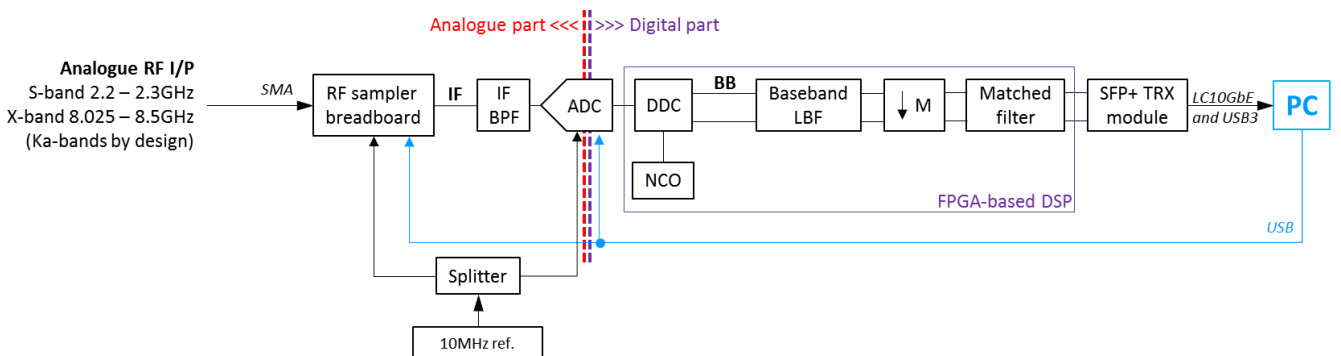 Analogue part <<< >>> Digital part
Analogue RF I/P
S-band 2.2 – 2.3GHz
X-band 8.025 – 8.5GHz
(Ka-bands by design)
SMA
RF sampler
breadboard
IF
IF
BPF
ADC
DDC
BB
Baseband
LBF
↓ M
Matched
filter
SFP+ TRX
module
LC10GbE
and USB3
PC
NCO
FPGA-based DSP
USB
Splitter
10MHz ref.